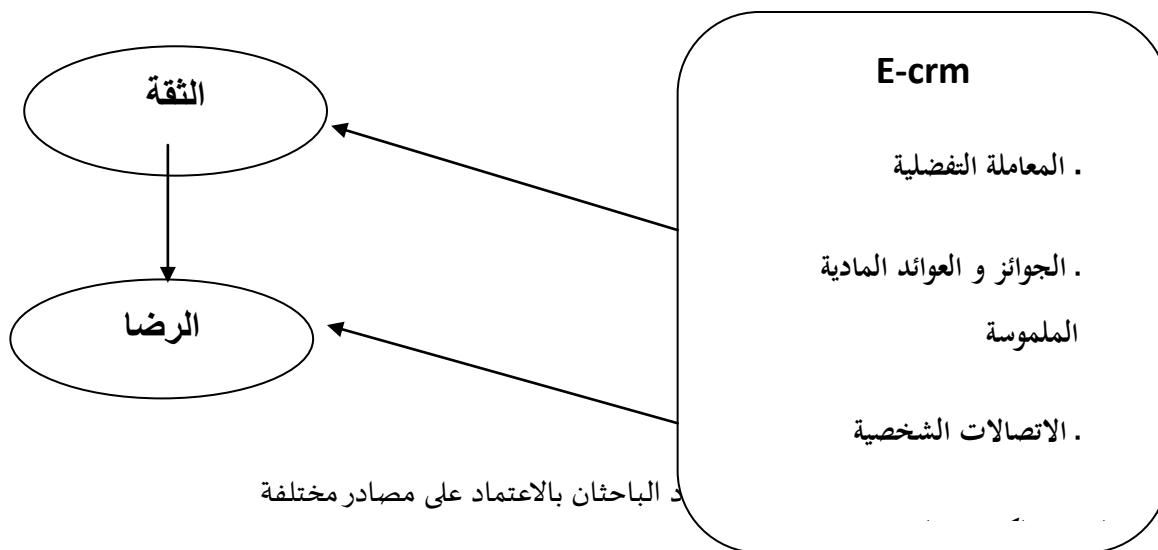 E-crm
الثقة
. المعاملة التفضلية
. الجوائز و العوائد المادية
الملموسة
الرضا
. الاتصالات الشخصية
الباحثان بالاعتماد على مصادر مختلفة